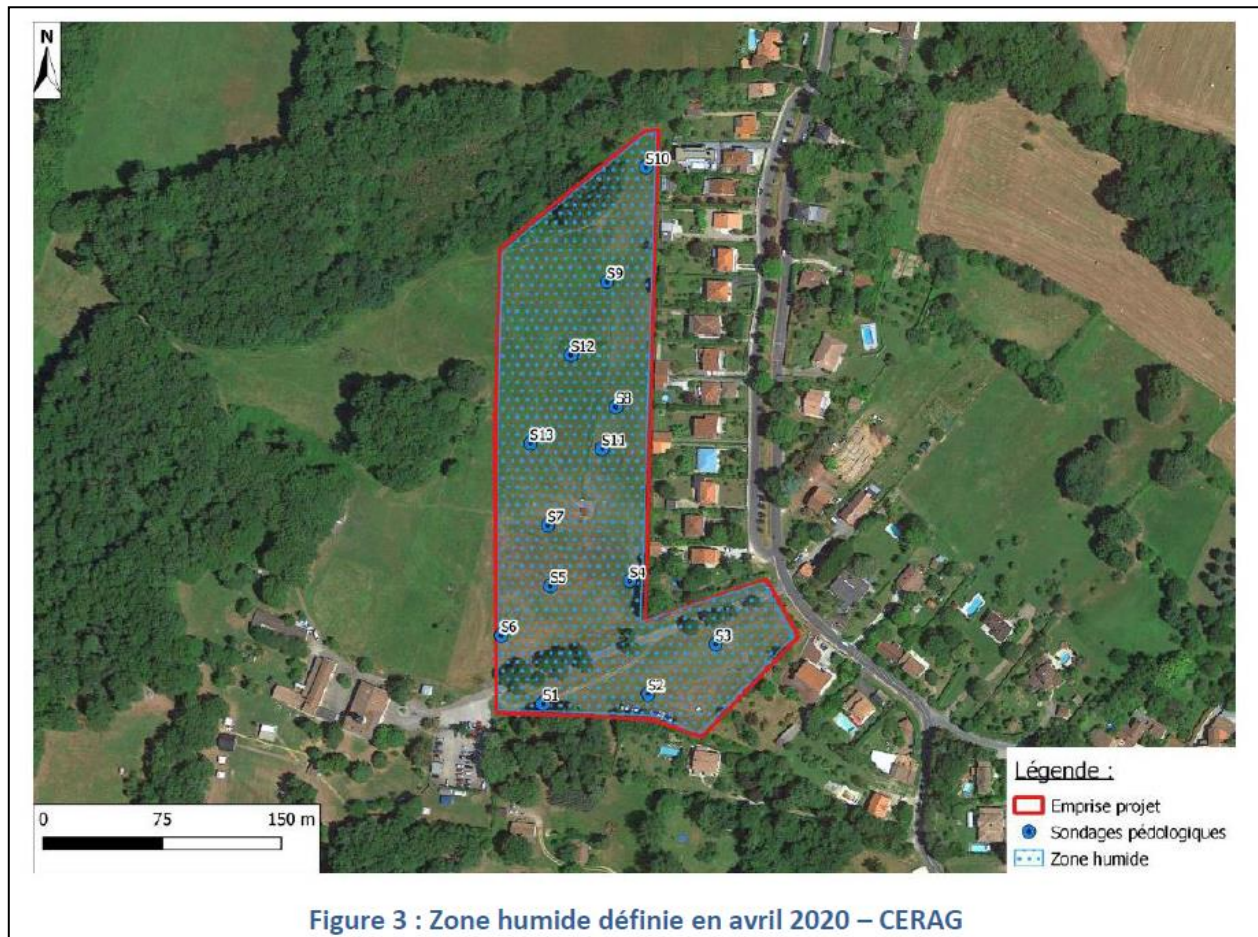 N
S10
S9
S12
S8
S13
S11
S7
S4
S5
S6
S3
S2
S1
Légende :
Emprise projet
Sondages pédologiques
Zone humide
0 75 150 m
Figure 3 : Zone humide définie en avril 2020 – CERAG